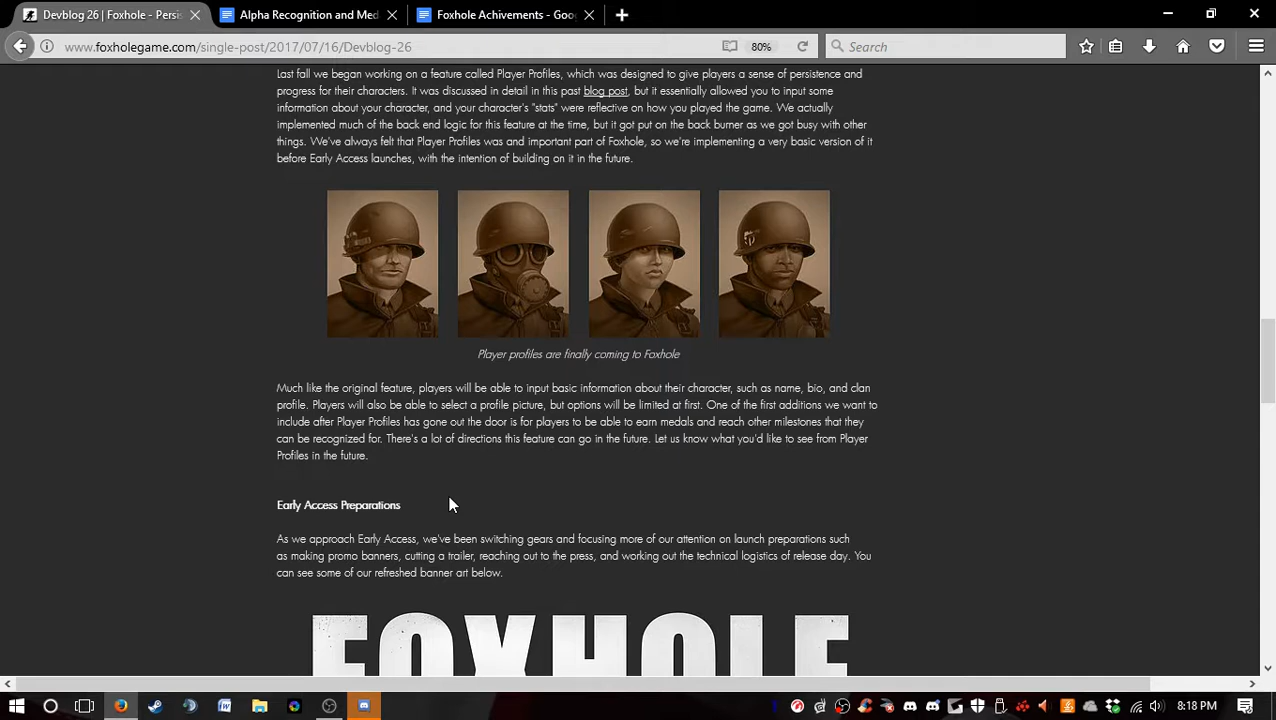 Devblog 26 | Foxhole - Persi
Alpha Recognition and Med
Foxhole Achivements - Goo
www.foxholegame.com/single-post/2017/07/16/Devblog-26
80%
Search
Last fall we began working on a feature called Player Profiles, which was designed to give players a sense of persistence and
progress for their characters. It was discussed in detail in this past blog post, but it essentially allowed you to input some
information about your character, and your character's "stats" were reflective on how you played the game. We actually
implemented much of the back end logic for this feature at the time, but it got put on the back burner as we got busy with other
things. We've always felt that Player Profiles was and important part of Foxhole, so we're implementing a very basic version of it
before Early Access launches, with the intention of building on it in the future.
Player profiles are finally coming to Foxhole
Much like the original feature, players will be able to input basic information about their character, such as name, bio, and clan
profile. Players will also be able to select a profile picture, but options will be limited at first. One of the first additions we want to
include after Player Profiles has gone out the door is for players to be able to earn medals and reach other milestones that they
can be recognized for. There's a lot of directions this feature can go in the future. Let us know what you'd like to see from Player
Profiles in the future.
Early Access Preparations
As we approach Early Access, we've been switching gears and focusing more of our attention on launch preparations such
as making promo banners, cutting a trailer, reaching out to the press, and working out the technical logistics of release day. You
can see some of our refreshed banner art below.
FOXHOLE
8:18 PM